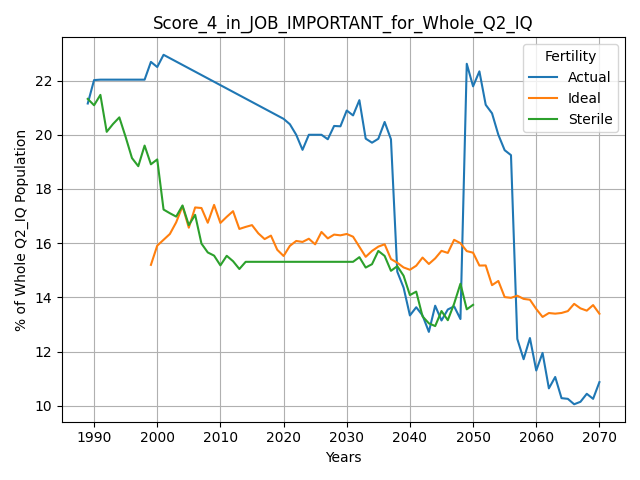 Score_4_in_JOB_IMPORTANT_for_Whole_Q2_IQ
Fertility
Actual
Ideal
Sterile
% of Whole Q2_IQ Population
22
20
18
16
14
12
10
1990 2000 2010 2020 2030 2040 2050 2060 2070
Years